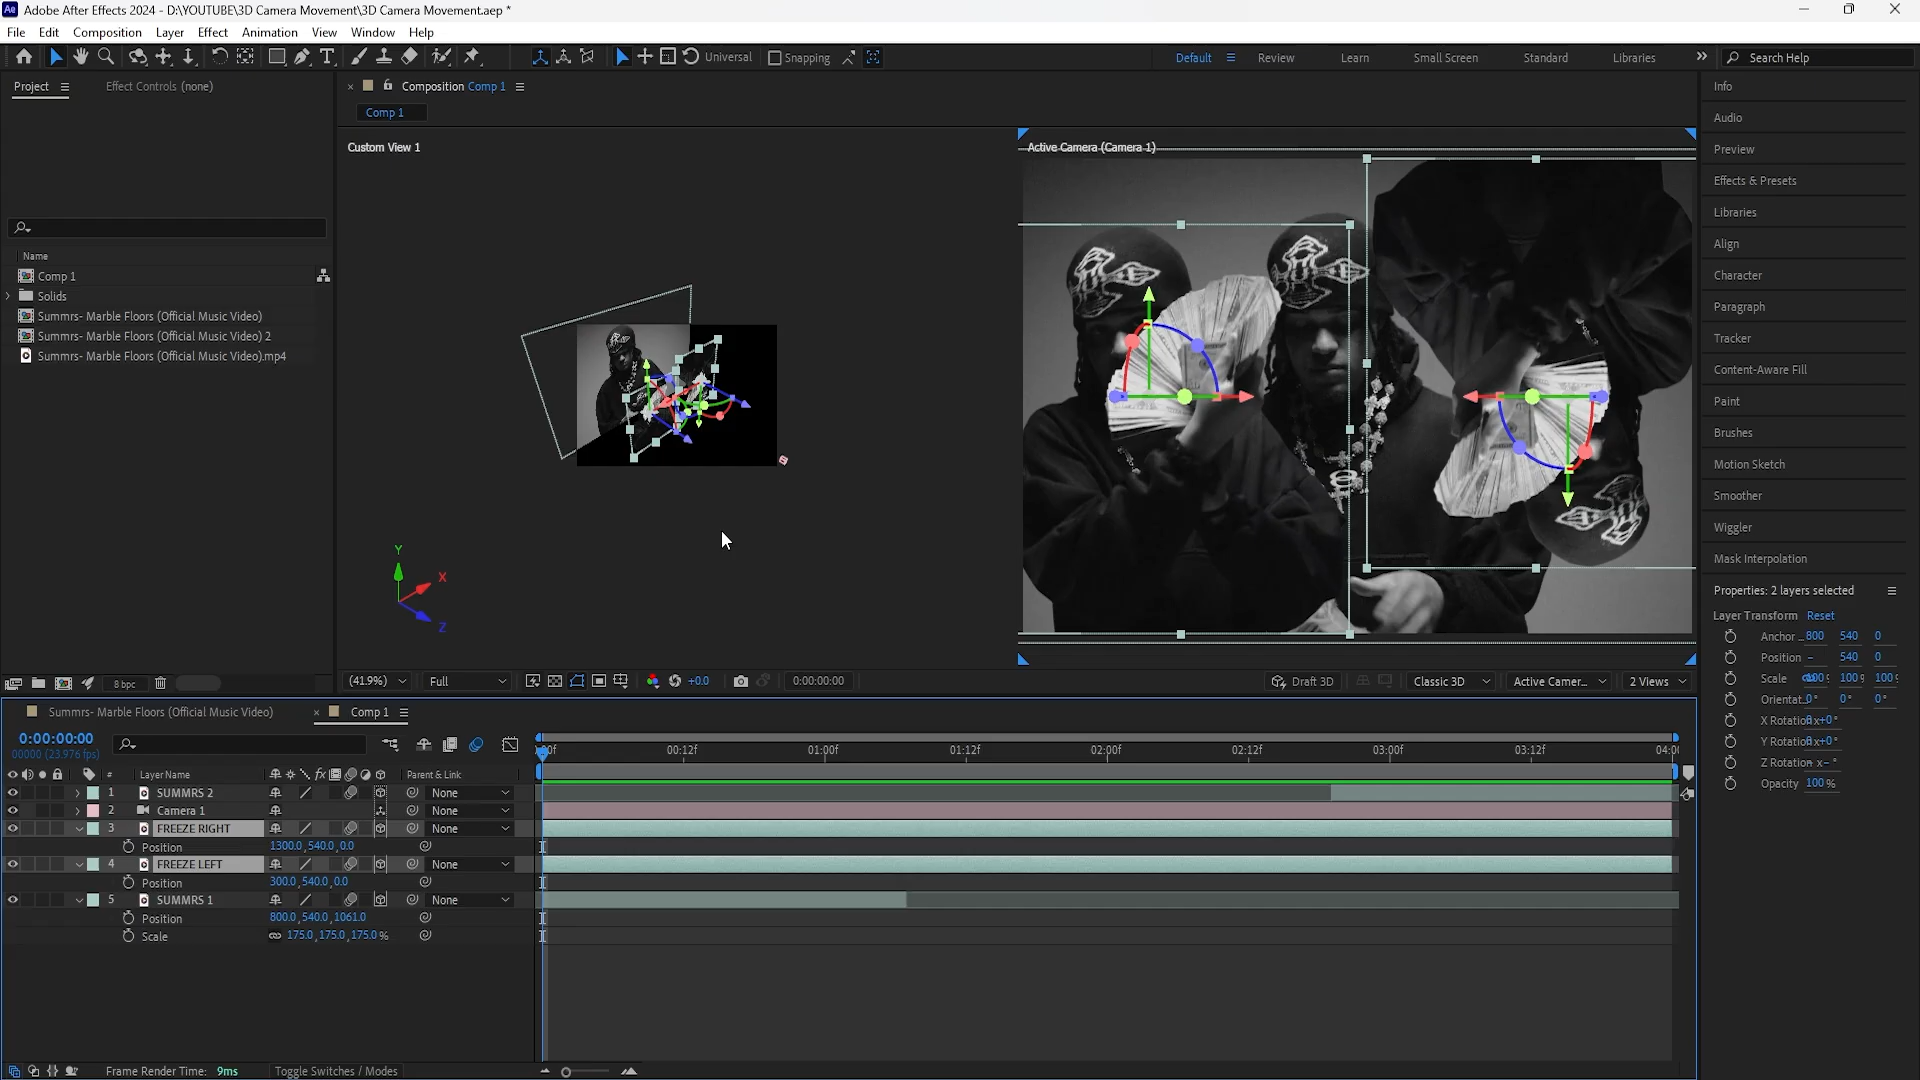 Adobe After Effects 2024 - D:\YOUTUBE\3D Camera Movement\3D Camera Movement.aep *
File Edit Composition Layer Effect Animation View Window Help
Universal Snapping Default Review Learn Small Screen Standard Libraries Search Help
Project Effect Controls (none)
Name
Comp 1
Solids
Summrs- Marble Floors (Official Music Video)
Summrs- Marble Floors (Official Music Video) 2
Summrs- Marble Floors (Official Music Video).mp4
8 bpc
Composition Comp 1
Comp 1
Custom View 1
Y
X
Z
Active Camera (Camera 1)
(41.9%) Full +0.0 0:00:00:00 Draft 3D Classic 3D Active Camer... 2 Views
Info
Audio
Preview
Effects & Presets
Libraries
Align
Character
Paragraph
Tracker
Content-Aware Fill
Paint
Brushes
Motion Sketch
Smoother
Wiggler
Mask Interpolation
Properties: 2 layers selected
Layer Transform Reset
Anchor... 800 540 0
Position - 540 0
Scale 100 100 100
Orientat... 0° 0° 0°
X Rotation 0x+0°
Y Rotation 0x+0°
Z Rotation - x- °
Opacity 100 %
Summrs- Marble Floors (Official Music Video) Comp 1
0:00:00:00
00000 (23.976 fps)
00f 00:12f 01:00f 01:12f 02:00f 02:12f 03:00f 03:12f 04:0
# Layer Name fx Parent & Link
1 SUMMRS 2 None
2 Camera 1 None
3 FREEZE RIGHT None
Position 1300.0, 540.0, 0.0
4 FREEZE LEFT None
Position 300.0, 540.0, 0.0
5 SUMMRS 1 None
Position 800.0, 540.0, 1061.0
Scale 175.0, 175.0, 175.0 %
Frame Render Time: 9ms Toggle Switches / Modes